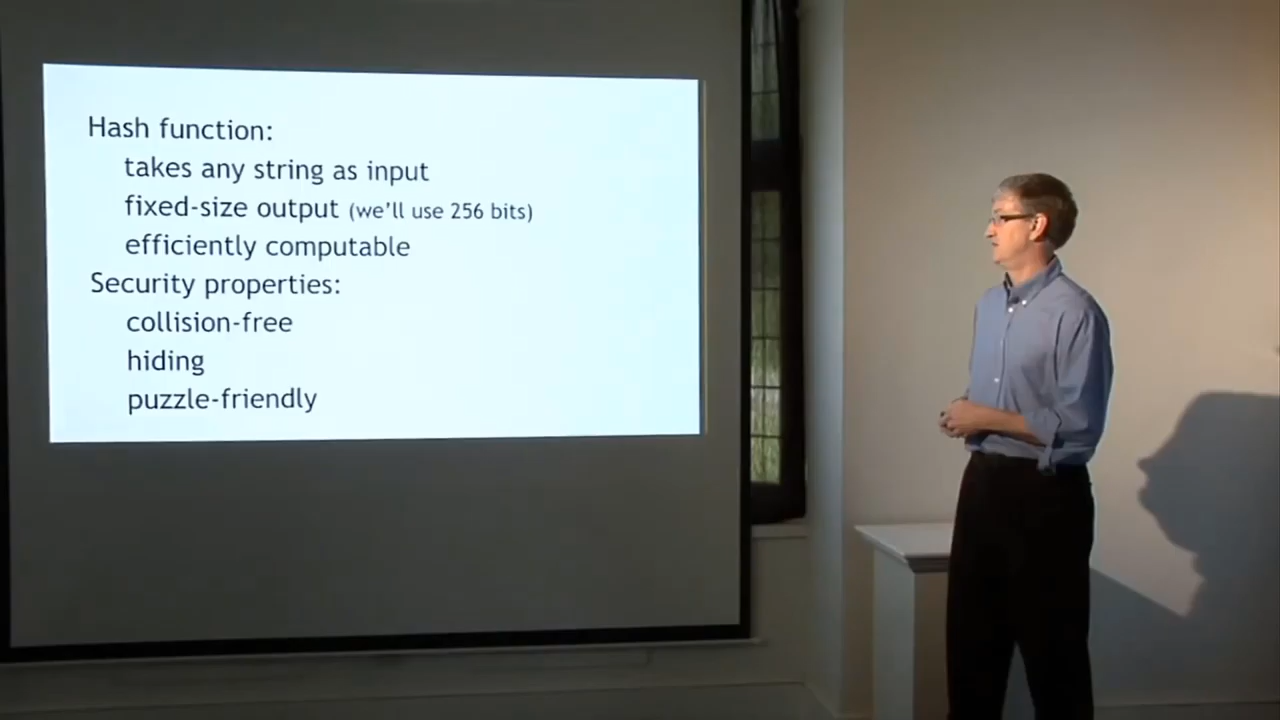 Hash function:
takes any string as input
fixed-size output (we'll use 256 bits)
efficiently computable
Security properties:
collision-free
hiding
puzzle-friendly